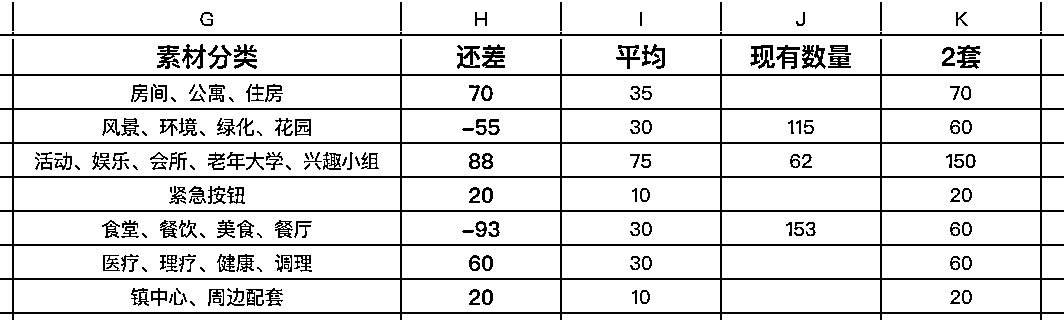 G H I J K
素材分类 还差 平均 现有数量 2套
房间、公寓、住房 70 35 70
风景、环境、绿化、花园 -55 30 115 60
活动、娱乐、会所、老年大学、兴趣小组 88 75 62 150
紧急按钮 20 10 20
食堂、餐饮、美食、餐厅 -93 30 153 60
医疗、理疗、健康、调理 60 30 60
镇中心、周边配套 20 10 20